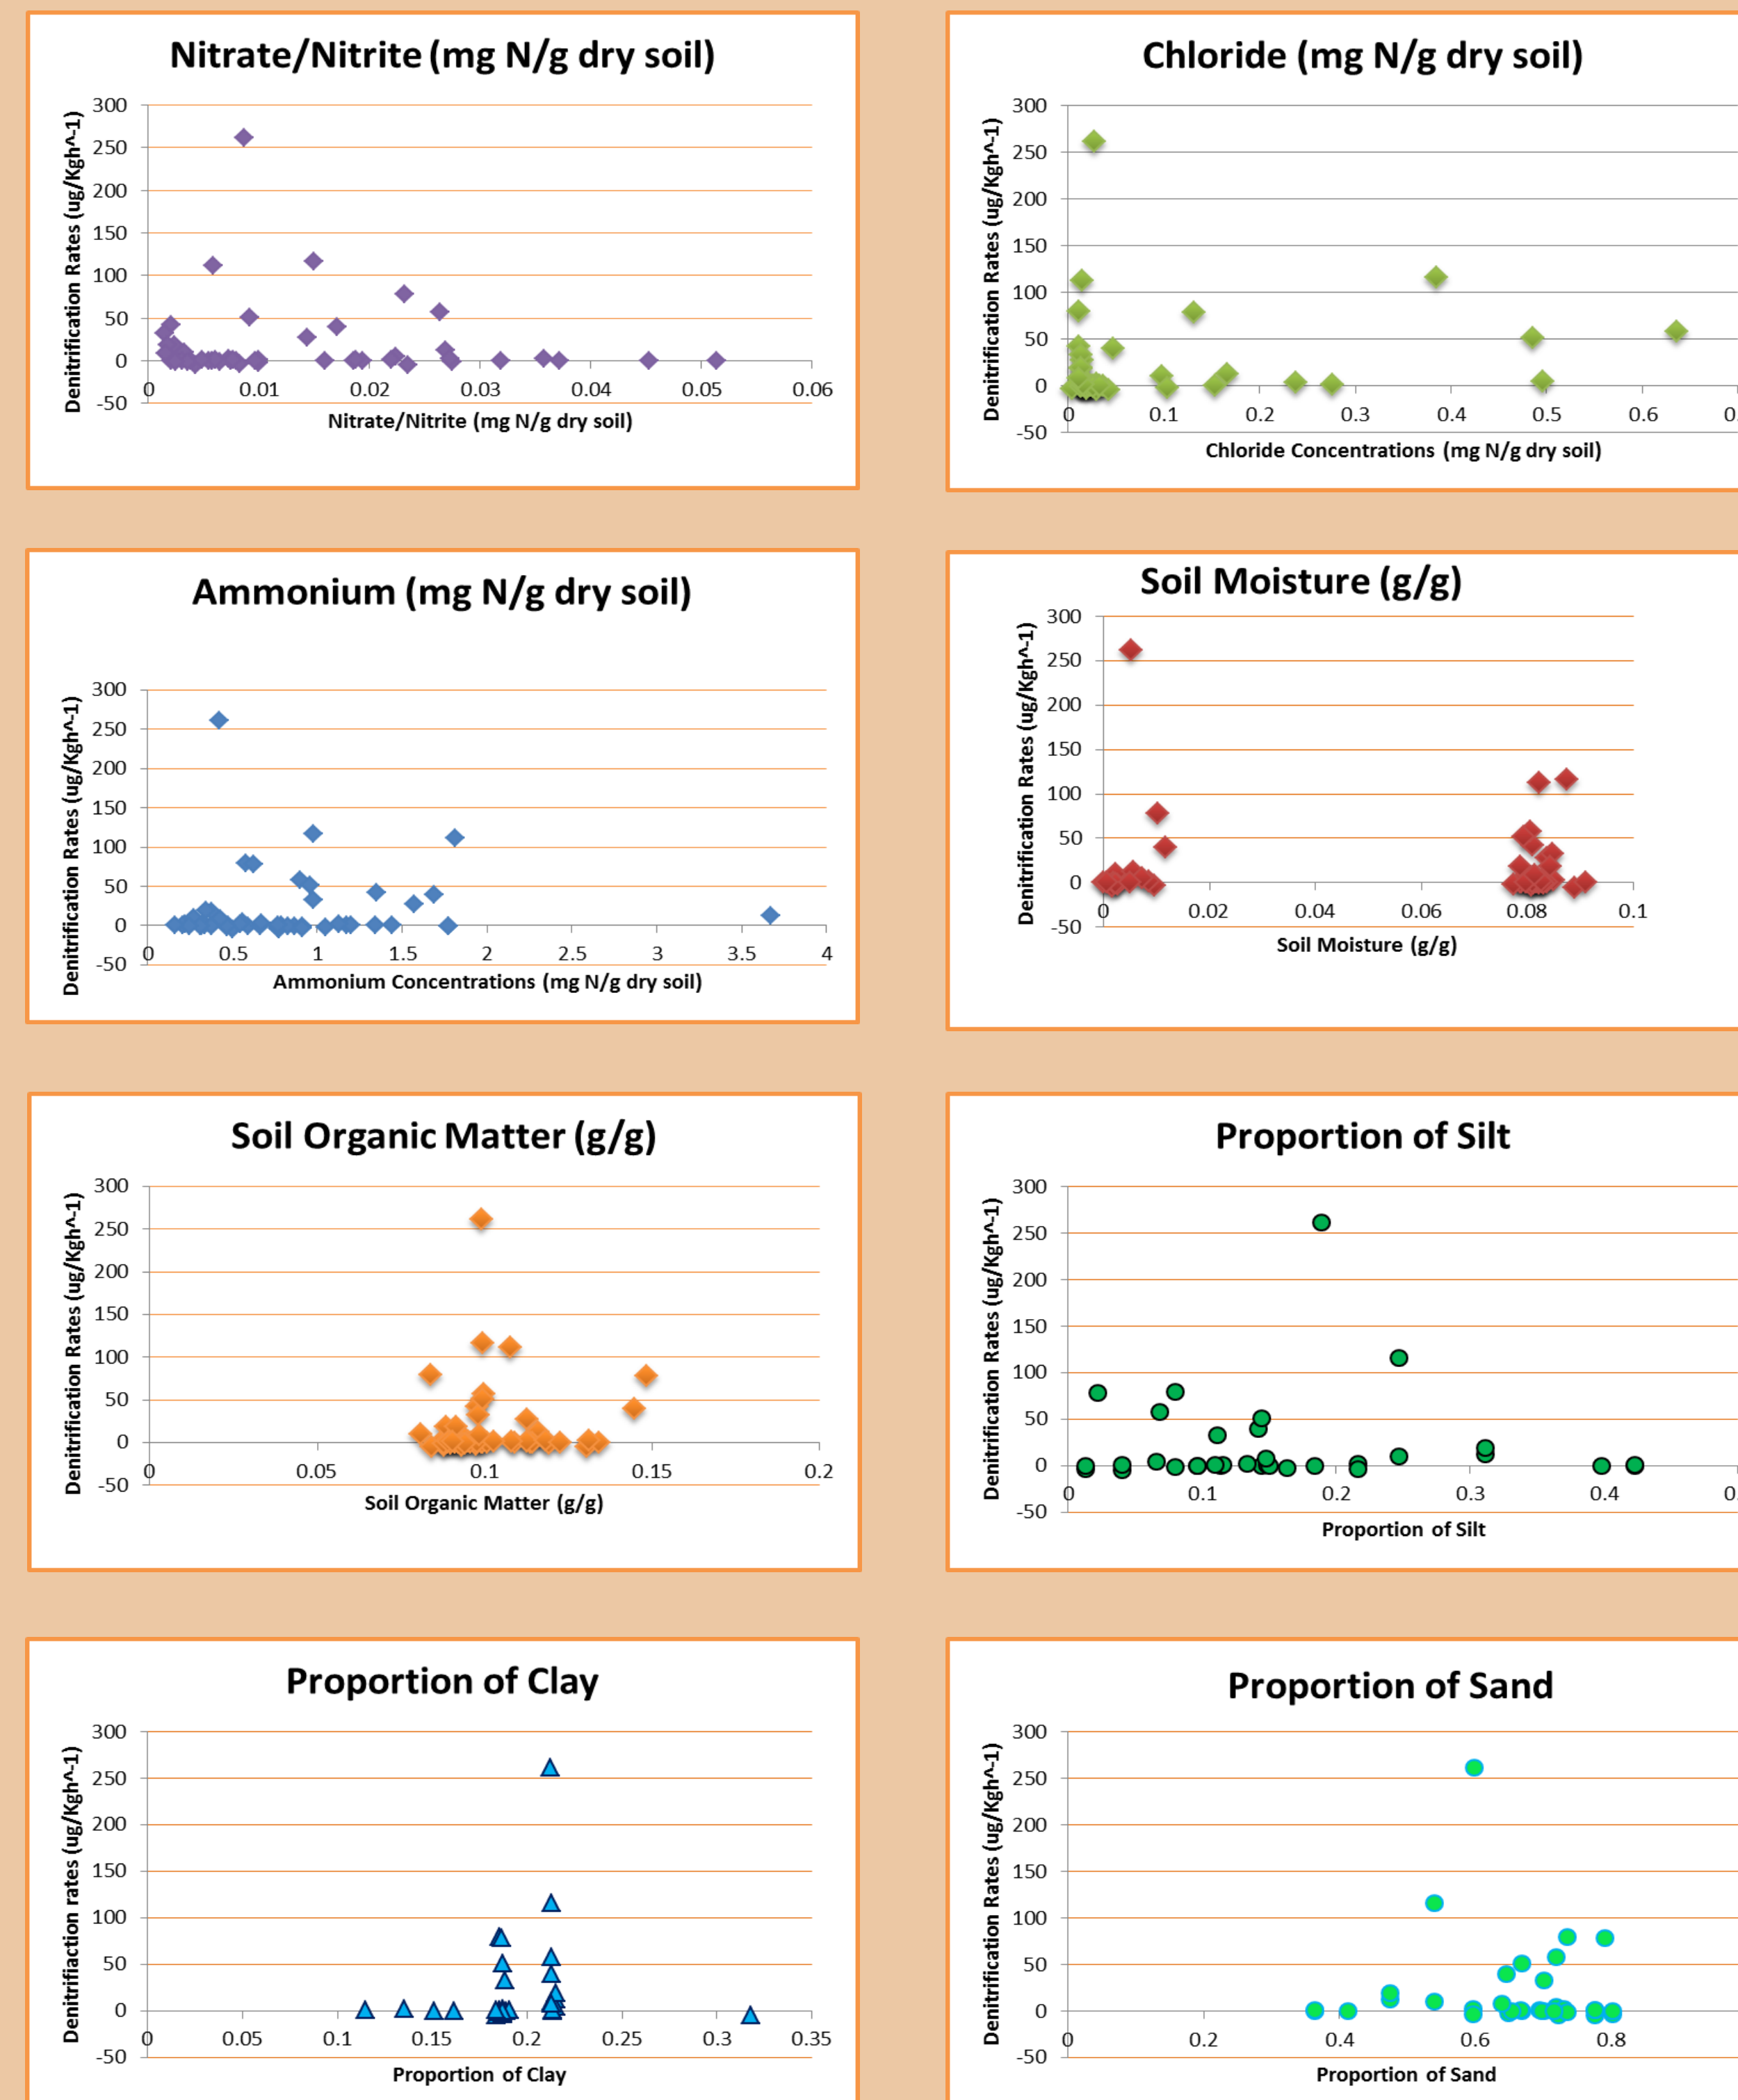 Nitrate/Nitrite (mg N/g dry soil)
Denitrification Rates (ug/Kgh^-1)
300
250
200
150
100
50
0
-50
0 0.01 0.02 0.03 0.04 0.05 0.06
Nitrate/Nitrite (mg N/g dry soil)
Chloride (mg N/g dry soil)
Denitrification Rates (ug/Kgh^-1)
300
250
200
150
100
50
0
-50
0 0.1 0.2 0.3 0.4 0.5 0.6 0.
Chloride Concentrations (mg N/g dry soil)
Ammonium (mg N/g dry soil)
Denitrification Rates (ug/Kgh^-1)
300
250
200
150
100
50
0
-50
0 0.5 1 1.5 2 2.5 3 3.5 4
Ammonium Concentrations (mg N/g dry soil)
Soil Moisture (g/g)
Denitrification Rates (ug/Kgh^-1)
300
250
200
150
100
50
0
-50
0 0.02 0.04 0.06 0.08 0.1
Soil Moisture (g/g)
Soil Organic Matter (g/g)
Denitrification Rates (ug/Kgh^-1)
300
250
200
150
100
50
0
-50
0 0.05 0.1 0.15 0.2
Soil Organic Matter (g/g)
Proportion of Silt
Denitrification Rates (ug/Kgh^-1)
300
250
200
150
100
50
0
-50
0 0.1 0.2 0.3 0.4 0.
Proportion of Silt
Proportion of Clay
Denitrifiaction rates (ug/Kgh^-1)
300
250
200
150
100
50
0
-50
0 0.05 0.1 0.15 0.2 0.25 0.3 0.35
Proportion of Clay
Proportion of Sand
Denitrification Rates (ug/Kgh^-1)
300
250
200
150
100
50
0
-50
0 0.2 0.4 0.6 0.8
Proportion of Sand